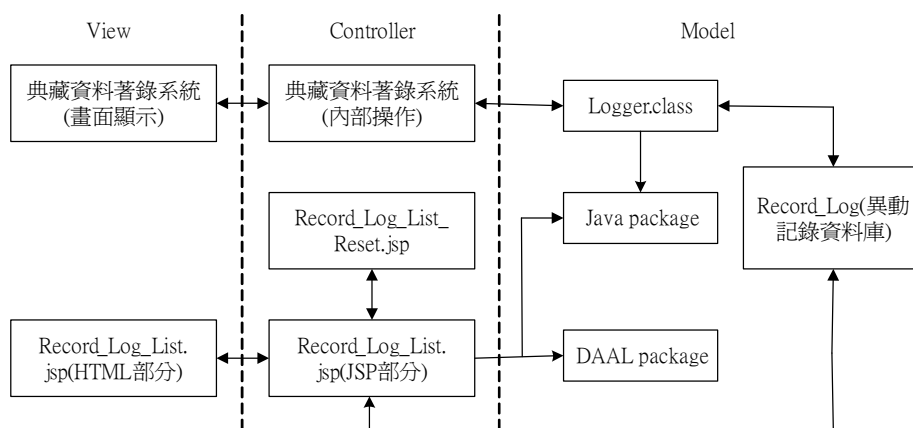 View
Controller
Model
典藏資料著錄系統
(畫面顯示)
典藏資料著錄系統
(內部操作)
Logger.class
Record_Log_List_
Reset.jsp
Java package
Record_Log(異動
記錄資料庫)
Record_Log_List.
jsp(HTML部分)
Record_Log_List.
jsp(JSP部分)
DAAL package